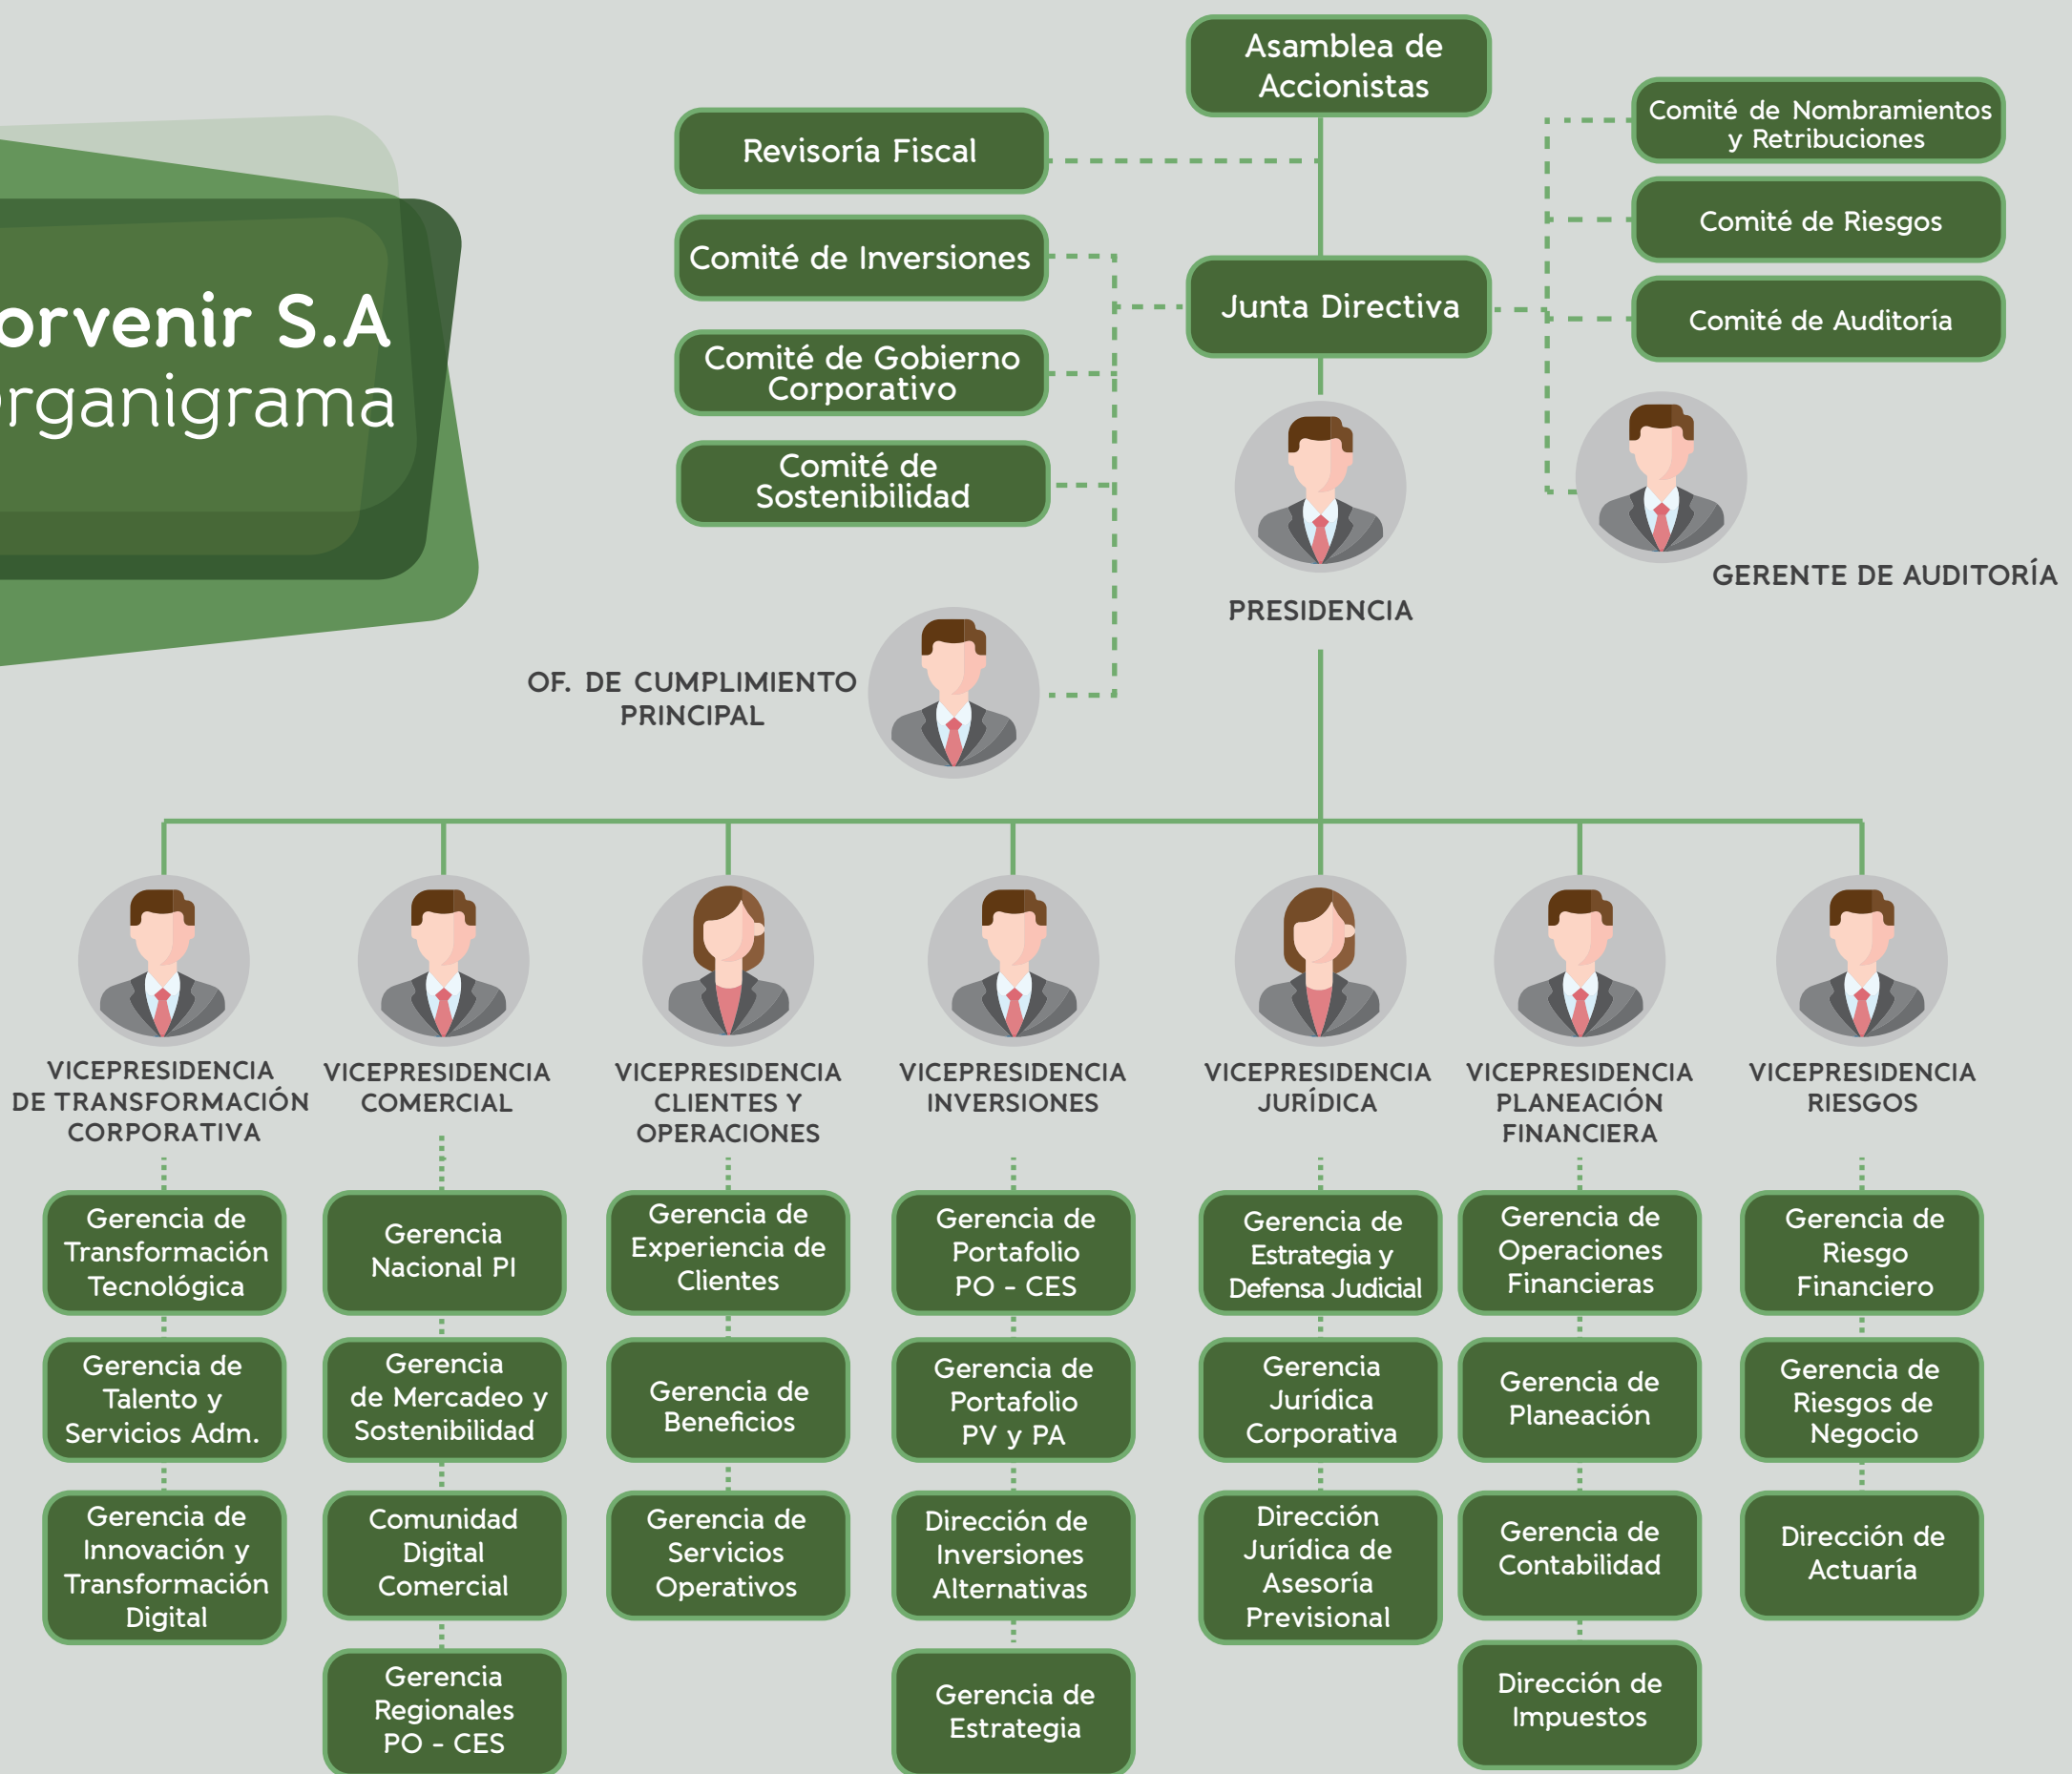 Asamblea de
Accionistas
Revisoría Fiscal
Comité de Inversiones
Comité de Gobierno
Corporativo
Comité de
Sostenibilidad
Junta Directiva
Comité de Nombramientos
y Retribuciones
Comité de Riesgos
Comité de Auditoría
orvenir S.A
rganigrama
GERENTE DE AUDITORÍA
PRESIDENCIA
OF. DE CUMPLIMIENTO
PRINCIPAL
VICEPRESIDENCIA
DE TRANSFORMACIÓN
CORPORATIVA
Gerencia de
Transformación
Tecnológica
Gerencia de
Talento y
Servicios Adm.
Gerencia de
Innovación y
Transformación
Digital
VICEPRESIDENCIA
COMERCIAL
Gerencia
Nacional PI
Gerencia
de Mercadeo y
Sostenibilidad
Comunidad
Digital
Comercial
Gerencia
Regionales
PO - CES
VICEPRESIDENCIA
CLIENTES Y
OPERACIONES
Gerencia de
Experiencia de
Clientes
Gerencia de
Beneficios
Gerencia de
Servicios
Operativos
VICEPRESIDENCIA
INVERSIONES
Gerencia de
Portafolio
PO - CES
Gerencia de
Portafolio
PV y PA
Dirección de
Inversiones
Alternativas
Gerencia de
Estrategia
VICEPRESIDENCIA
JURÍDICA
Gerencia de
Estrategia y
Defensa Judicial
Gerencia
Jurídica
Corporativa
Dirección
Jurídica de
Asesoría
Previsional
VICEPRESIDENCIA
PLANEACIÓN
FINANCIERA
Gerencia de
Operaciones
Financieras
Gerencia de
Planeación
Gerencia de
Contabilidad
Dirección de
Impuestos
VICEPRESIDENCIA
RIESGOS
Gerencia de
Riesgo
Financiero
Gerencia de
Riesgos de
Negocio
Dirección de
Actuaría